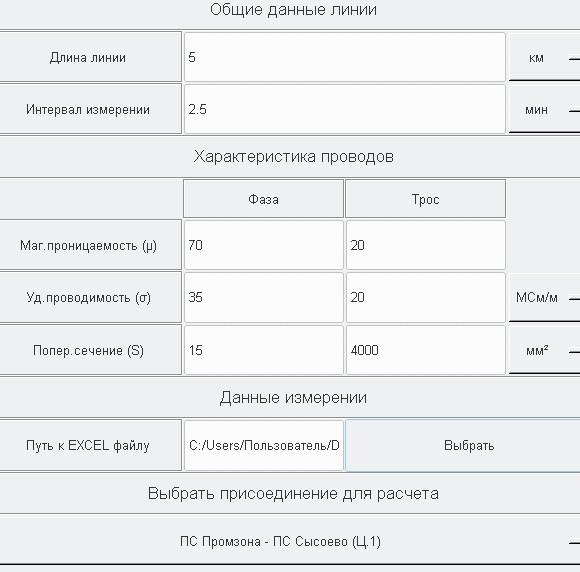 Общие данные линии
Длина линии 5 км
Интервал измерении 2.5 мин
Характеристика проводов
Фаза Трос
Маг.проницаемость (μ) 70 20
Уд.проводимость (σ) 35 20 МСм/м
Попер.сечение (S) 15 4000 мм²
Данные измерении
Путь к EXCEL файлу C:/Users/Пользователь/D Выбрать
Выбрать присоединение для расчета
ПС Промзона - ПС Сысоево (Ц.1)